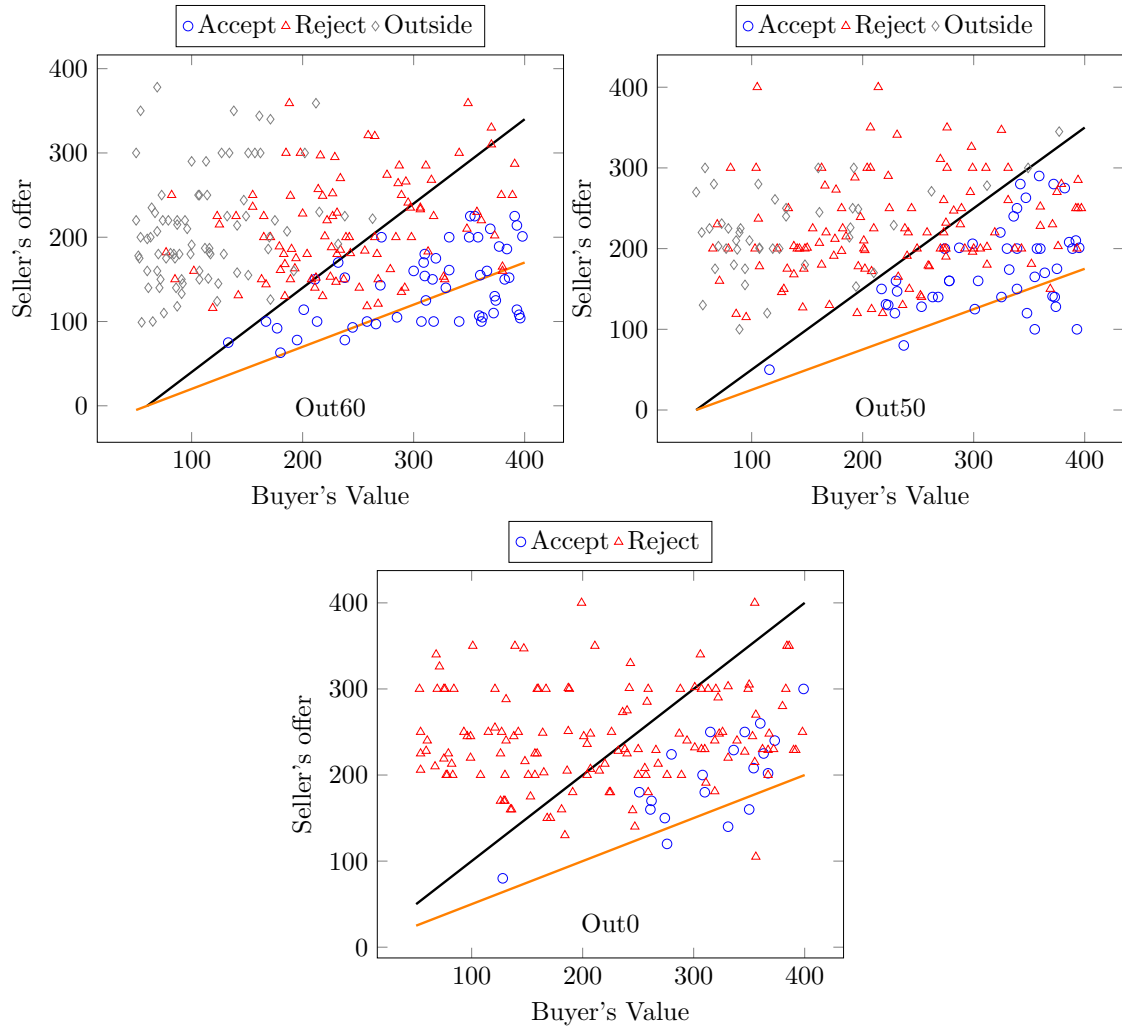 Accept Reject Outside
400
300
200
100
0
100 200 300 400
Seller's offer
Buyer's Value
Out60
Accept Reject Outside
400
300
200
100
0
100 200 300 400
Seller's offer
Buyer's Value
Out50
Accept Reject
400
300
200
100
0
100 200 300 400
Seller's offer
Buyer's Value
Out0